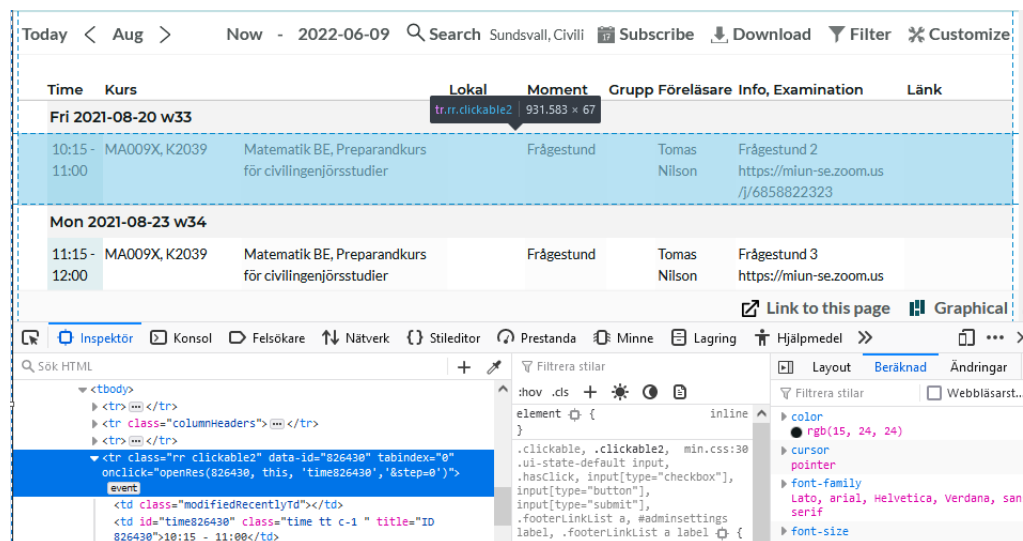 Today Aug Now - 2022-06-09 Search Sundsvall, Civili 17 Subscribe Download Filter Customize
Time Kurs Lokal Moment Grupp Föreläsare Info, Examination Länk
tr.rr.clickable2 931.583 × 67
Fri 2021-08-20 w33
10:15 - MA009X, K2039 Matematik BE, Preparandkurs Frågestund Tomas Frågestund 2
11:00 för civilingenjörsstudier Nilson https://miun-se.zoom.us
/j/6858822323
Mon 2021-08-23 w34
11:15 - MA009X, K2039 Matematik BE, Preparandkurs Frågestund Tomas Frågestund 3
12:00 för civilingenjörsstudier Nilson https://miun-se.zoom.us
Link to this page Graphical
Inspektör Konsol Felsökare Nätverk Stileditor Prestanda Minne Lagring Hjälpmedel
Sök HTML
<tbody>
<tr> </tr>
<tr class="columnHeaders"> </tr>
<tr> </tr>
<tr class="rr clickable2" data-id="826430" tabindex="0"
onclick="openRes(826430, this, 'time826430','&step=0')">
event
<td class="modifiedRecentlyTd"></td>
<td id="time826430" class="time tt c-1 " title="ID
826430">10:15 - 11:00</td>
Filtrera stilar
:hov .cls
element { inline
}
.clickable, .clickable2, min.css:30
.ui-state-default input,
.hasClick, input[type="checkbox"],
input[type="button"],
input[type="submit"],
.footerLinkList a, #adminsettings
label, .footerLinkList a label {
Layout Beräknad Ändringar
Filtrera stilar Webbläsarst...
color
rgb(15, 24, 24)
cursor
pointer
font-family
Lato, arial, Helvetica, Verdana, san
serif
font-size